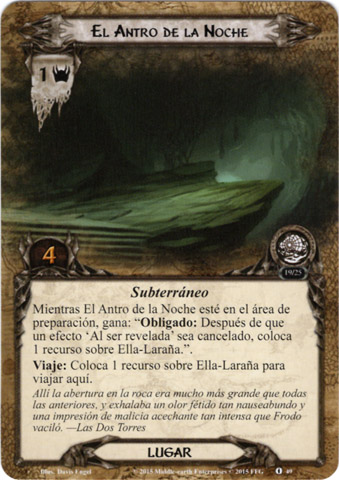 El Antro de la Noche
1
4
19/25
Subterráneo
Mientras El Antro de la Noche esté en el área de
preparación, gana: “Obligado: Después de que
un efecto ‘Al ser revelada’ sea cancelado, coloca
1 recurso sobre Ella-Laraña.”.
Viaje: Coloca 1 recurso sobre Ella-Laraña para
viajar aquí.
Allí la abertura en la roca era mucho más grande que todas
las anteriores, y exhalaba un olor fétido tan nauseabundo y
una impresión de malicia acechante tan intensa que Frodo
vaciló. —Las Dos Torres
LUGAR
Ilus. Davis Engel © 2015 Middle-earth Enterprises © 2015 FFG 49